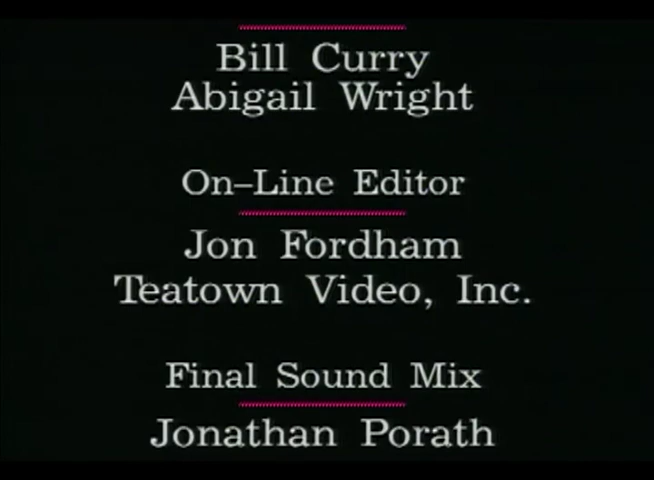 Bill Curry
Abigail Wright
On–Line Editor
Jon Fordham
Teatown Video, Inc.
Final Sound Mix
Jonathan Porath